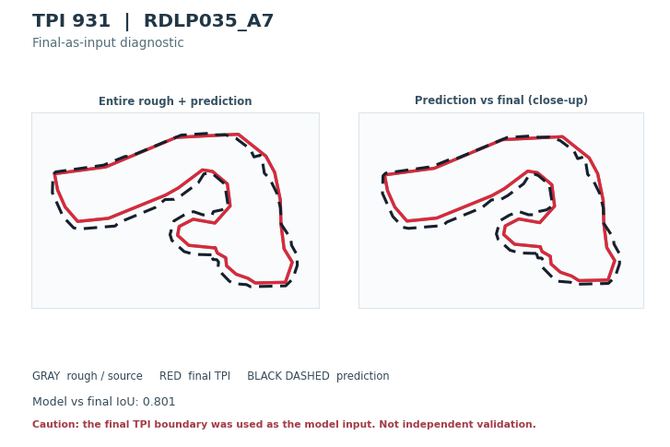 TPI 931 | RDLP035_A7
Final-as-input diagnostic
Entire rough + prediction
Prediction vs final (close-up)
GRAY rough / source RED final TPI BLACK DASHED prediction
Model vs final IoU: 0.801
Caution: the final TPI boundary was used as the model input. Not independent validation.